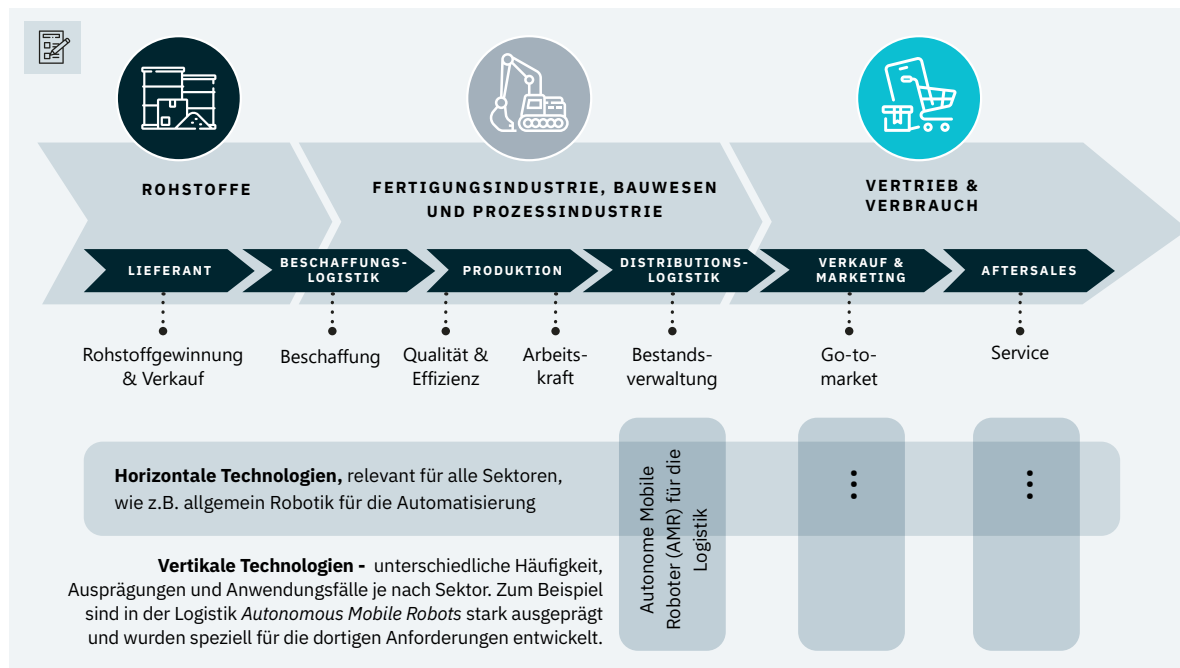 ROHSTOFFE
FERTIGUNGSINDUSTRIE, BAUWESEN
UND PROZESSINDUSTRIE
VERTRIEB &
VERBRAUCH
LIEFERANT
BESCHAFFUNGS-
LOGISTIK
PRODUKTION
DISTRIBUTIONS-
LOGISTIK
VERKAUF &
MARKETING
AFTERSALES
Rohstoffgewinnung
& Verkauf
Beschaffung
Qualität &
Effizienz
Arbeits-
kraft
Bestands-
verwaltung
Go-to-
market
Service
Horizontale Technologien, relevant für alle Sektoren,
wie z.B. allgemein Robotik für die Automatisierung
Autonome Mobile
Roboter (AMR) für die
Logistik
...
...
Vertikale Technologien - unterschiedliche Häufigkeit,
Ausprägungen und Anwendungsfälle je nach Sektor. Zum Beispiel
sind in der Logistik Autonomous Mobile Robots stark ausgeprägt
und wurden speziell für die dortigen Anforderungen entwickelt.